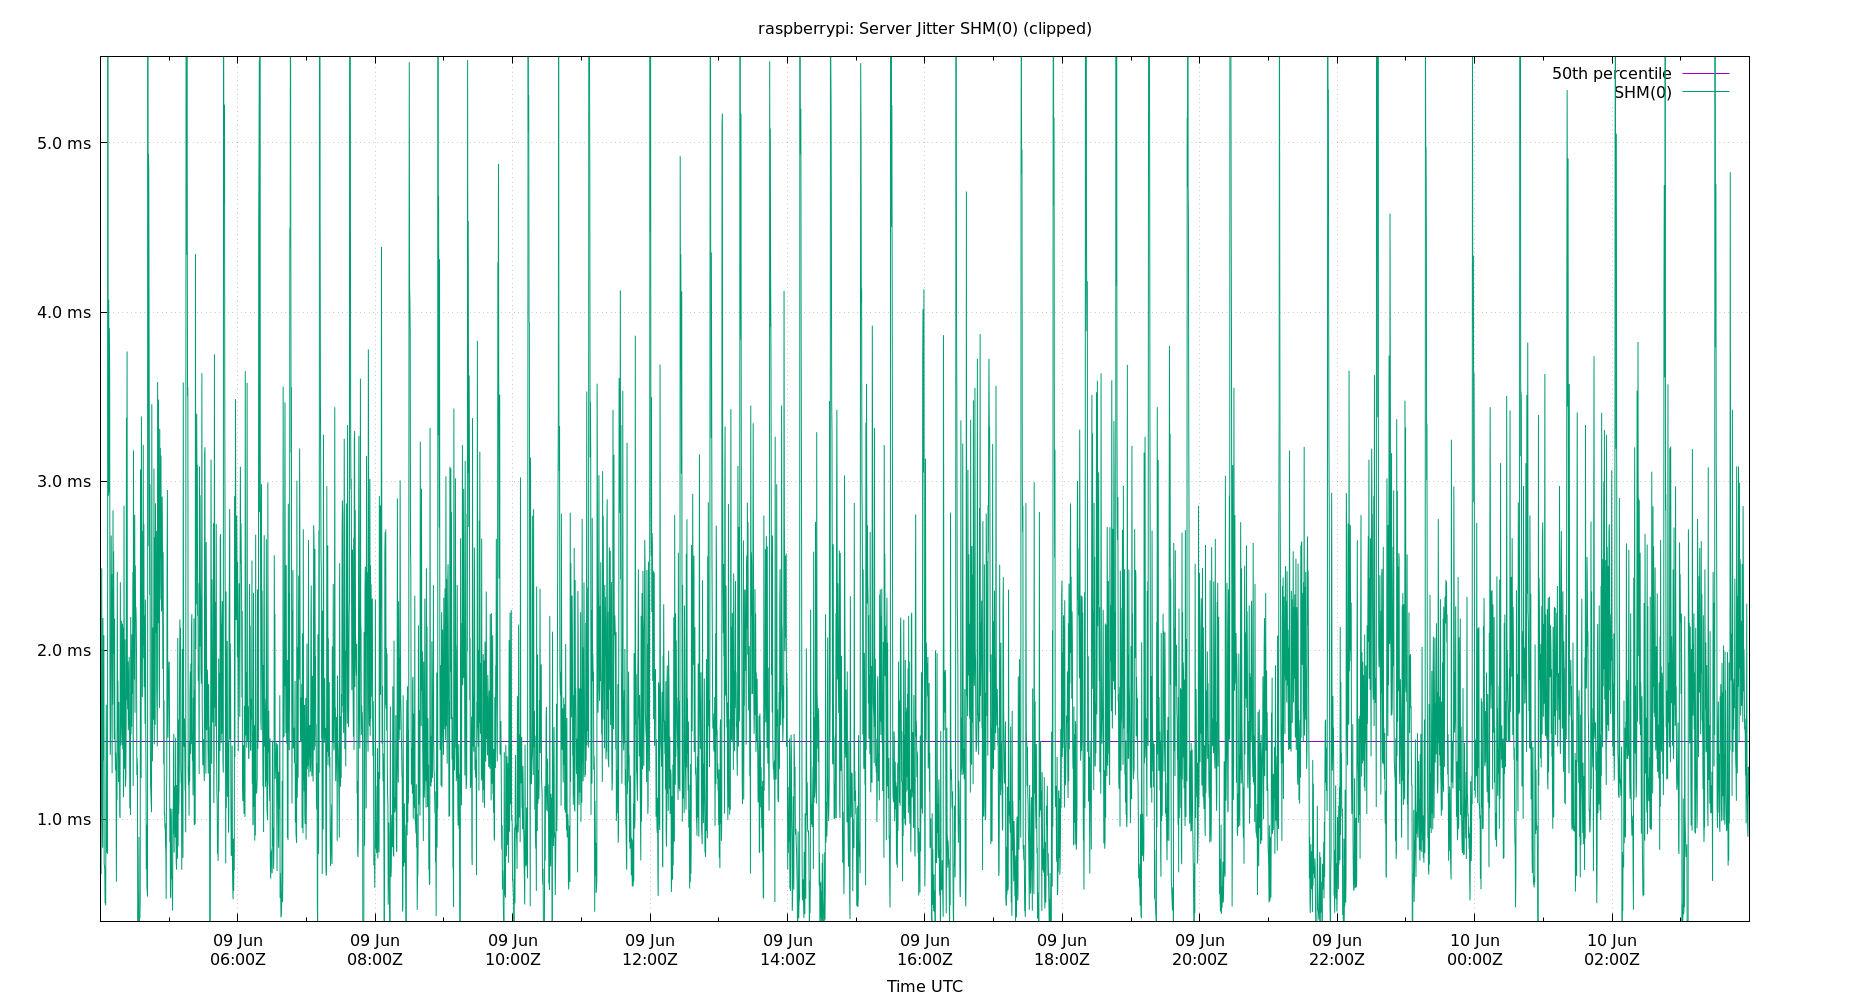 raspberrypi: Server Jitter SHM(0) (clipped)
50th percentile
SHM(0)
5.0 ms
4.0 ms
3.0 ms
2.0 ms
1.0 ms
09 Jun 09 Jun 09 Jun 09 Jun 09 Jun 09 Jun 09 Jun 09 Jun 09 Jun 10 Jun 10 Jun
06:00Z 08:00Z 10:00Z 12:00Z 14:00Z 16:00Z 18:00Z 20:00Z 22:00Z 00:00Z 02:00Z
Time UTC